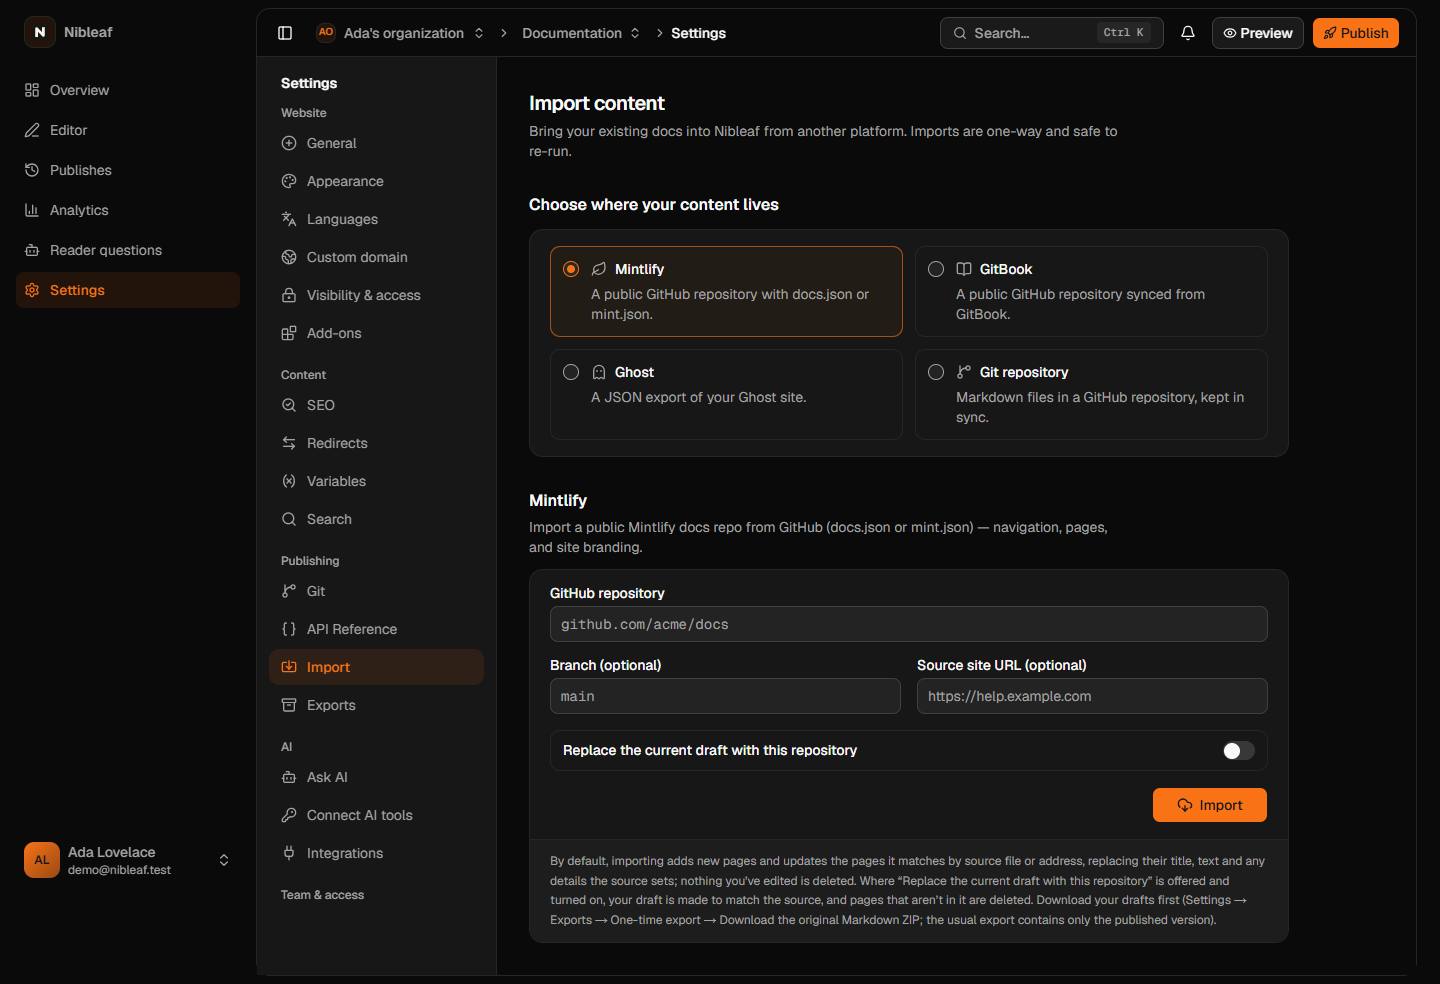 N Nibleaf
Overview
Editor
Publishes
Analytics
Reader questions
Settings
AL Ada Lovelace
demo@nibleaf.test
AO Ada's organization
Documentation
Settings
Search...
Ctrl K
Preview
Publish
Settings
Website
General
Appearance
Languages
Custom domain
Visibility & access
Add-ons
Content
SEO
Redirects
Variables
Search
Publishing
Git
API Reference
Import
Exports
AI
Ask AI
Connect AI tools
Integrations
Team & access
Import content
Bring your existing docs into Nibleaf from another platform. Imports are one-way and safe to
re-run.
Choose where your content lives
Mintlify
A public GitHub repository with docs.json or
mint.json.
GitBook
A public GitHub repository synced from
GitBook.
Ghost
A JSON export of your Ghost site.
Git repository
Markdown files in a GitHub repository, kept in
sync.
Mintlify
Import a public Mintlify docs repo from GitHub (docs.json or mint.json) — navigation, pages,
and site branding.
GitHub repository
github.com/acme/docs
Branch (optional)
main
Source site URL (optional)
https://help.example.com
Replace the current draft with this repository
Import
By default, importing adds new pages and updates the pages it matches by source file or address, replacing their title, text and any
details the source sets; nothing you've edited is deleted. Where “Replace the current draft with this repository” is offered and
turned on, your draft is made to match the source, and pages that aren't in it are deleted. Download your drafts first (Settings →
Exports → One-time export → Download the original Markdown ZIP; the usual export contains only the published version).